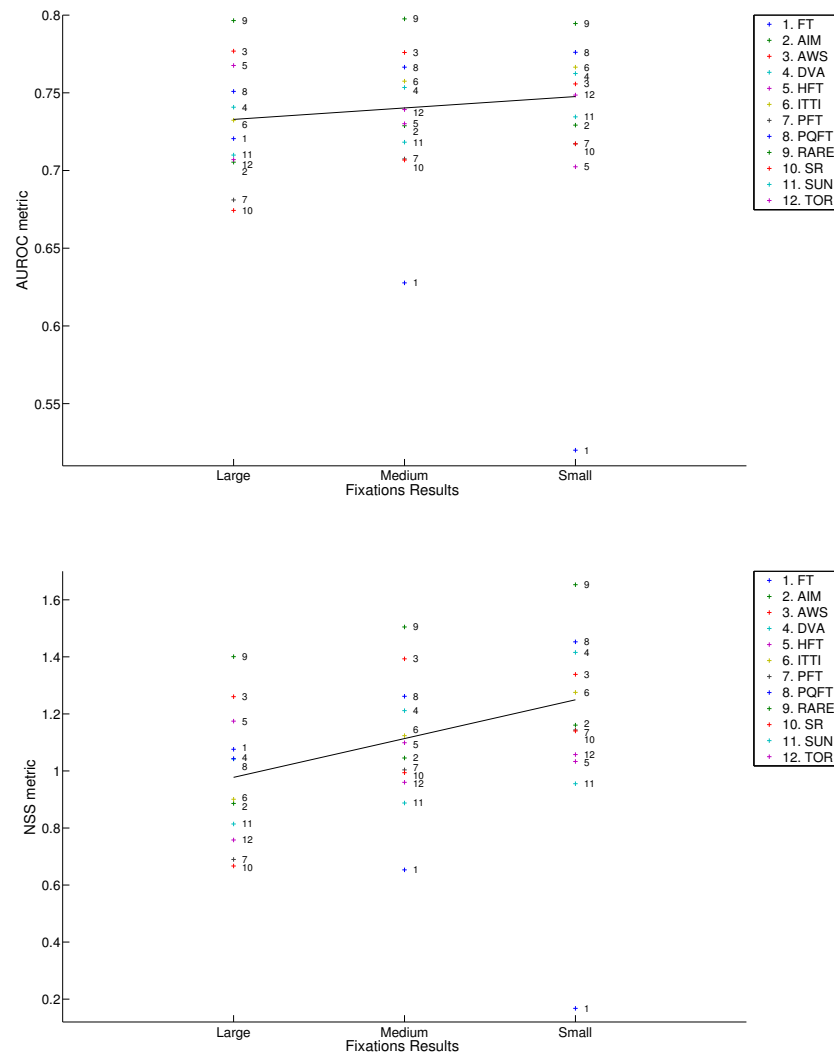 0.8
0.75
0.7
0.65
0.6
0.55
AUROC metric
9
3
5
8
4
6
1
11
12
2
7
10
9
3
8
6
4
12
5
2
11
7
10
1
9
8
6
4
3
12
11
2
7
10
5
1
Large
Medium
Small
Fixations Results
1. FT
2. AIM
3. AWS
4. DVA
5. HFT
6. ITTI
7. PFT
8. PQFT
9. RARE
10. SR
11. SUN
12. TOR
1.6
1.4
1.2
1
0.8
0.6
0.4
0.2
NSS metric
9
3
5
1
4
8
6
2
11
12
7
10
9
3
8
4
6
5
2
7
10
12
11
1
9
8
4
3
6
2
7
10
12
5
11
1
Large
Medium
Small
Fixations Results
1. FT
2. AIM
3. AWS
4. DVA
5. HFT
6. ITTI
7. PFT
8. PQFT
9. RARE
10. SR
11. SUN
12. TOR